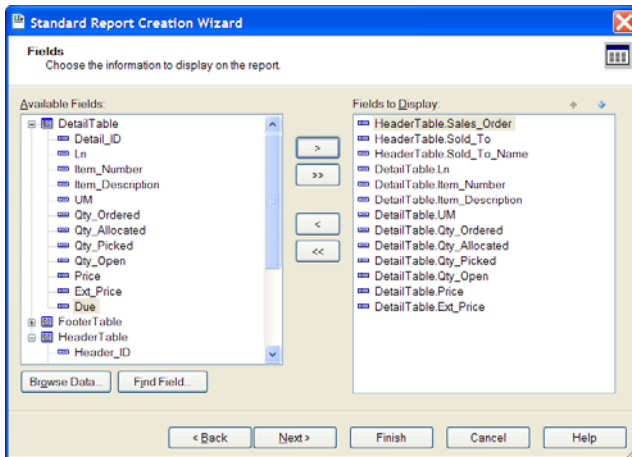 Standard Report Creation Wizard
Fields
Choose the information to display on the report.
Available Fields:
DetailTable
Detail_ID
Ln
Item_Number
Item_Description
UM
Qty_Ordered
Qty_Allocated
Qty_Picked
Qty_Open
Price
Ext_Price
Due
FooterTable
HeaderTable
Header_ID
>
>>
<
<<
Fields to Display:
HeaderTable.Sales_Order
HeaderTable.Sold_To
HeaderTable.Sold_To_Name
DetailTable.Ln
DetailTable.Item_Number
DetailTable.Item_Description
DetailTable.UM
DetailTable.Qty_Ordered
DetailTable.Qty_Allocated
DetailTable.Qty_Picked
DetailTable.Qty_Open
DetailTable.Price
DetailTable.Ext_Price
Browse Data...
Find Field...
< Back
Next >
Finish
Cancel
Help